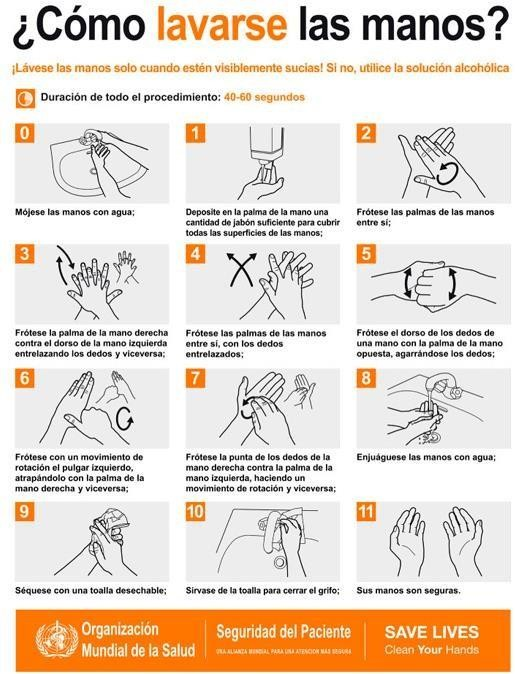 ¿Cómo lavarse las manos?
¡Lávese las manos solo cuando estén visiblemente sucias! Si no, utilice la solución alcohólica
Duración de todo el procedimiento: 40-60 segundos
0
Mójese las manos con agua;
1
Deposite en la palma de la mano una
cantidad de jabón suficiente para cubrir
todas las superficies de las manos;
2
Frótese las palmas de las manos
entre sí;
3
Frótese la palma de la mano derecha
contra el dorso de la mano izquierda
entrelazando los dedos y viceversa;
4
Frótese las palmas de las manos
entre sí, con los dedos
entrelazados;
5
Frótese el dorso de los dedos de
una mano con la palma de la mano
opuesta, agarrándose los dedos;
6
Frótese con un movimiento de
rotación el pulgar izquierdo,
atrapándolo con la palma de la
mano derecha y viceversa;
7
Frótese la punta de los dedos de la
mano derecha contra la palma de la
mano izquierda, haciendo un
movimiento de rotación y viceversa;
8
Enjuáguese las manos con agua;
9
Séquese con una toalla desechable;
10
Sírvase de la toalla para cerrar el grifo;
11
Sus manos son seguras.
Organización
Mundial de la Salud
Seguridad del Paciente
UNA ALIANZA MUNDIAL PARA UNA ATENCIÓN MÁS SEGURA
SAVE LIVES
Clean Your Hands